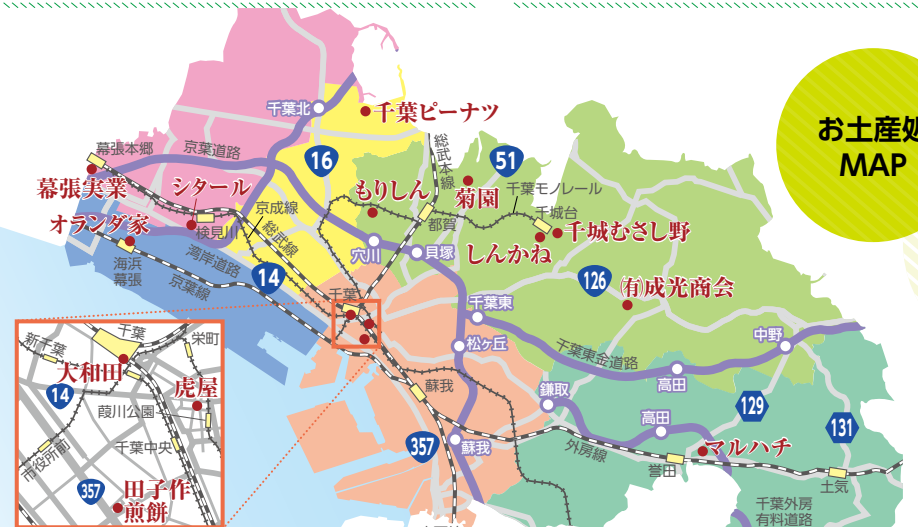 お土産処
MAP
千葉北
千葉ピーナツ
幕張本郷
京葉道路
16
総武本線
51
幕張実業
シタール
もりしん
菊園
千葉モノレール
オランダ家
京成線
都賀
千城台
検見川
総武線
しんかね
千城むさし野
海浜
幕張
湾岸道路
14
穴川
貝塚
126
㈲成光商会
京葉線
千葉
千葉東
松ヶ丘
千葉東金道路
中野
高田
蘇我
鎌取
129
高田
131
357
蘇我
外房線
誉田
マルハチ
土気
千葉外房
有料道路
千葉
栄町
新千葉
大和田
14
虎屋
葭川公園
千葉中央
市役所前
357
田子作
煎餅